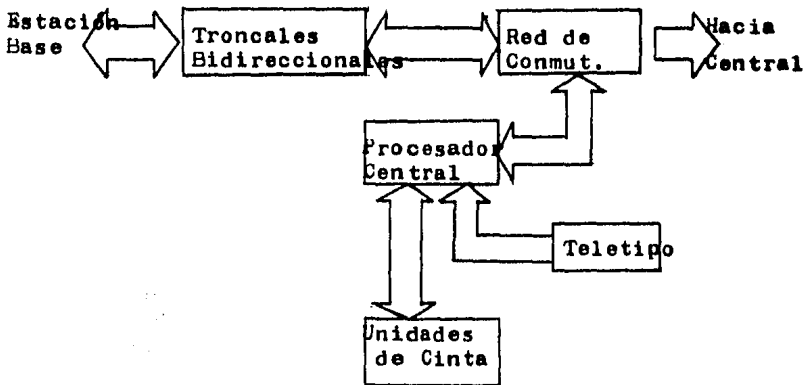 Estación
Base
Troncales
Bidireccionales
Red de
Conmut.
Hacia
Central
Procesador
Central
Teletipo
Unidades
de Cinta